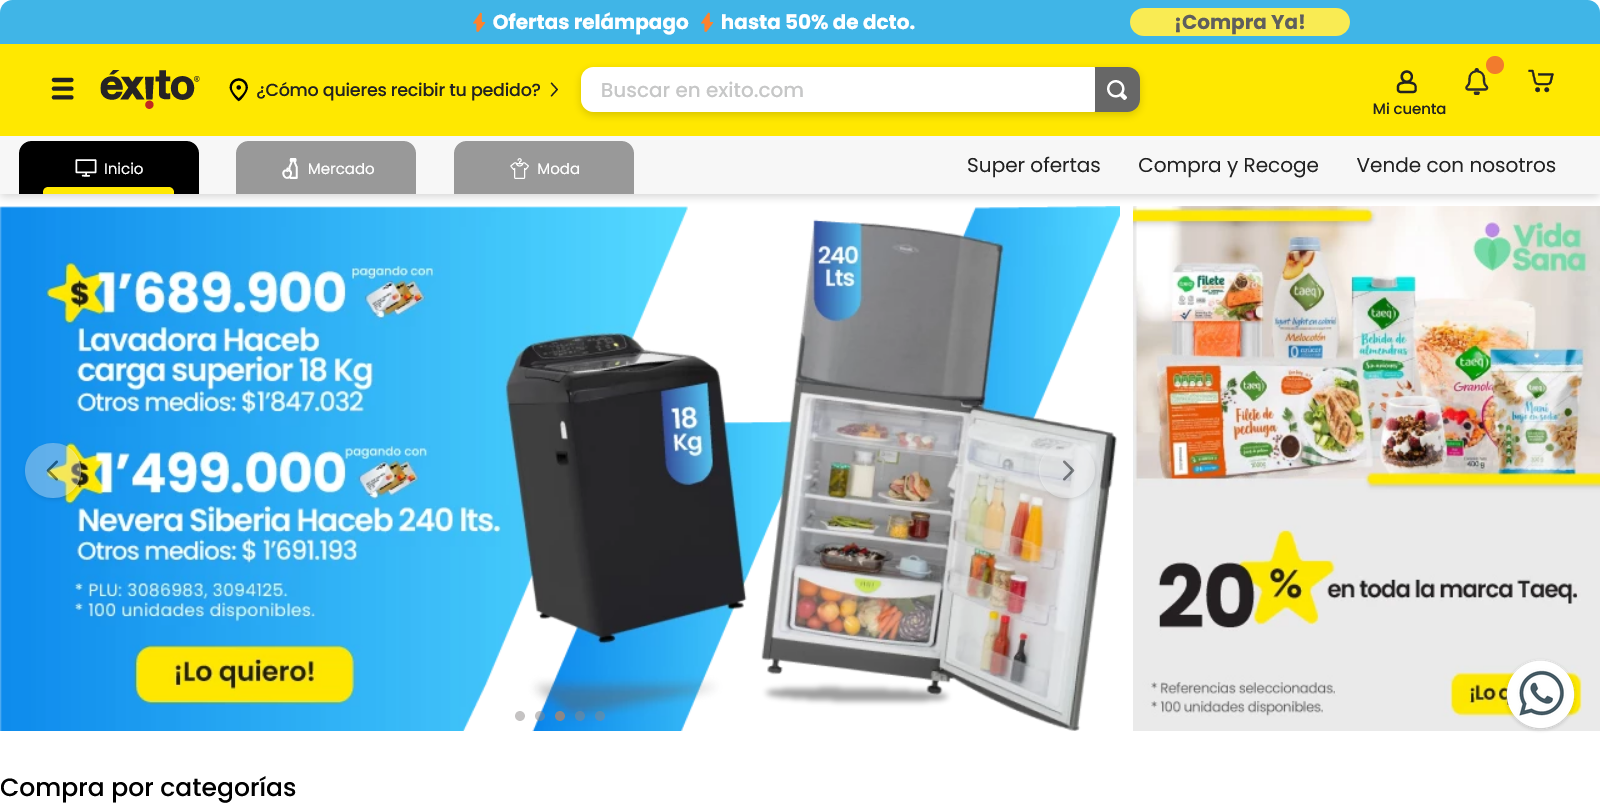 Ofertas relámpago hasta 50% de dcto.
¡Compra Ya!
éxito
¿Cómo quieres recibir tu pedido?
Buscar en exito.com
Mi cuenta
Inicio
Mercado
Moda
Super ofertas
Compra y Recoge
Vende con nosotros
$1'689.900
pagando con
Lavadora Haceb
carga superior 18 Kg
Otros medios: $1'847.032
$1'499.000
pagando con
Nevera Siberia Haceb 240 lts.
Otros medios: $ 1'691.193
* PLU: 3086983, 3094125.
* 100 unidades disponibles.
¡Lo quiero!
18
Kg
240
Lts
Vida
Sana
filete
taeq
Melocotón
taeq
Bebida de
almendras
taeq
Granola
taeq
Filete de
pechuga
400 g
20 % en toda la marca Taeq.
* Referencias seleccionadas.
* 100 unidades disponibles.
¡Lo
Compra por categorías